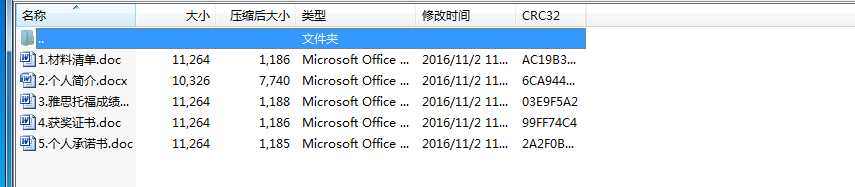 名称 大小 压缩后大小 类型 修改时间 CRC32
.. 文件夹
1.材料清单.doc 11,264 1,186 Microsoft Office ... 2016/11/2 11... AC19B3...
2.个人简介.docx 10,326 7,740 Microsoft Office ... 2016/11/2 11... 6CA944...
3.雅思托福成绩... 11,264 1,188 Microsoft Office ... 2016/11/2 11... 03E9F5A2
4.获奖证书.doc 11,264 1,186 Microsoft Office ... 2016/11/2 11... 99FF74C4
5.个人承诺书.doc 11,264 1,185 Microsoft Office ... 2016/11/2 11... 2A2F0B...